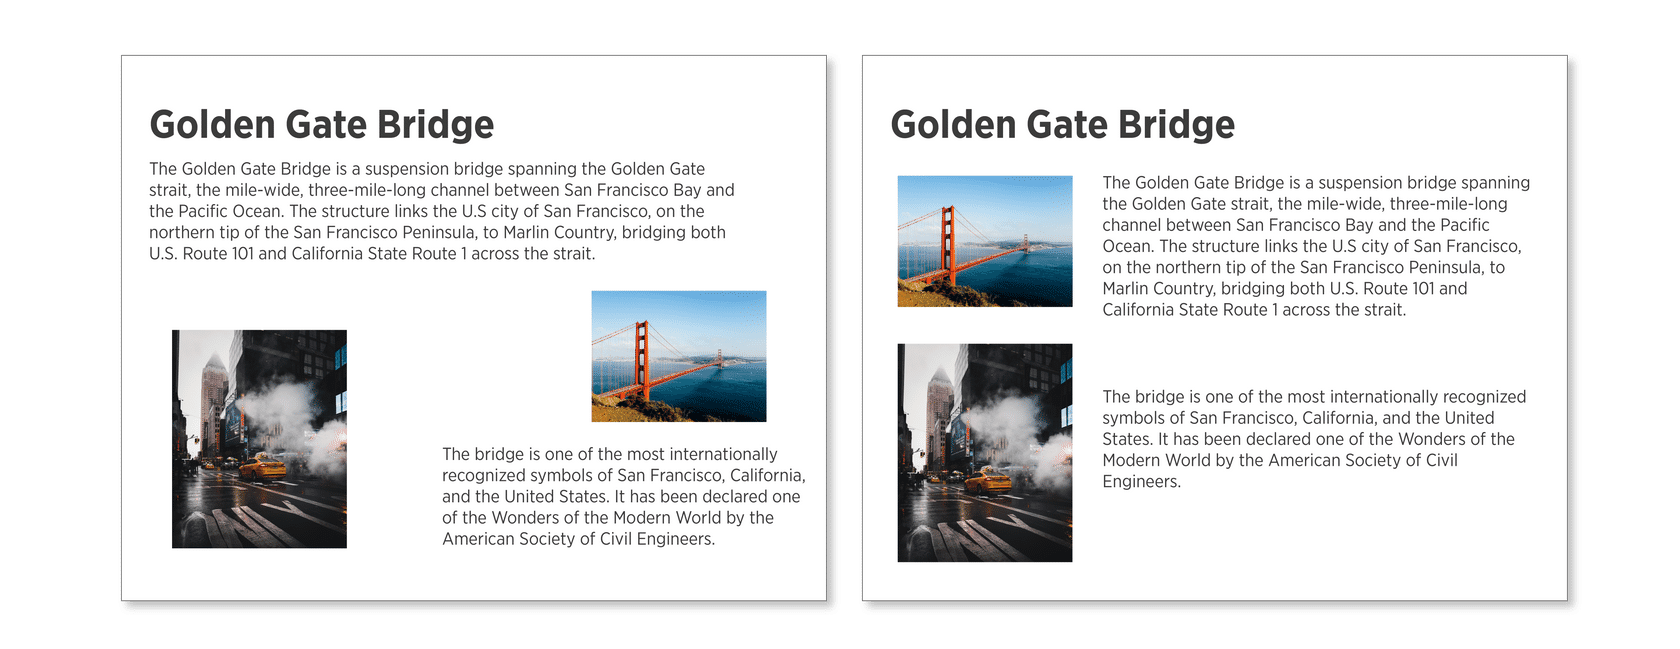 Golden Gate Bridge
The Golden Gate Bridge is a suspension bridge spanning the Golden Gate
strait, the mile-wide, three-mile-long channel between San Francisco Bay and
the Pacific Ocean. The structure links the U.S city of San Francisco, on the
northern tip of the San Francisco Peninsula, to Marlin Country, bridging both
U.S. Route 101 and California State Route 1 across the strait.
The bridge is one of the most internationally
recognized symbols of San Francisco, California,
and the United States. It has been declared one
of the Wonders of the Modern World by the
American Society of Civil Engineers.
Golden Gate Bridge
The Golden Gate Bridge is a suspension bridge spanning
the Golden Gate strait, the mile-wide, three-mile-long
channel between San Francisco Bay and the Pacific
Ocean. The structure links the U.S city of San Francisco,
on the northern tip of the San Francisco Peninsula, to
Marlin Country, bridging both U.S. Route 101 and
California State Route 1 across the strait.
The bridge is one of the most internationally recognized
symbols of San Francisco, California, and the United
States. It has been declared one of the Wonders of the
Modern World by the American Society of Civil
Engineers.